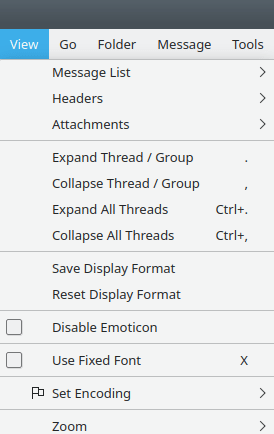 View Go Folder Message Tools
Message List
Headers
Attachments
Expand Thread / Group .
Collapse Thread / Group ,
Expand All Threads Ctrl+.
Collapse All Threads Ctrl+,
Save Display Format
Reset Display Format
Disable Emoticon
Use Fixed Font X
Set Encoding
Zoom